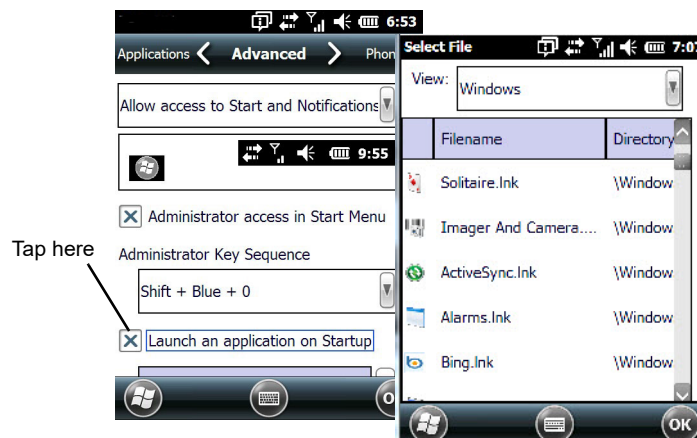 6:53
Applications Advanced Phon
Allow access to Start and Notifications
9:55
Administrator access in Start Menu
Tap here
Administrator Key Sequence
Shift + Blue + 0
Launch an application on Startup
Select File 7:07
View: Windows
Filename Directory
Solitaire.lnk \Window
Imager And Camera.... \Window
ActiveSync.lnk \Window
Alarms.lnk \Window
Bing.lnk \Window
OK